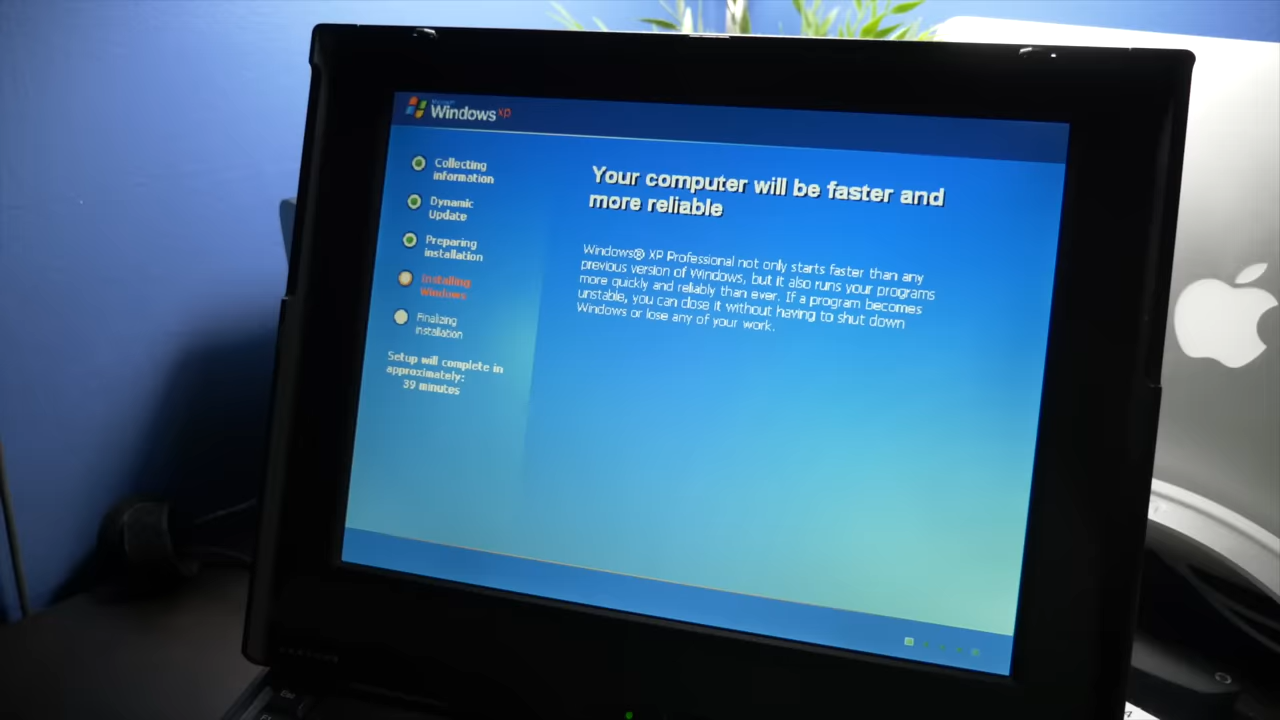 Microsoft
Windows xp
Collecting
information
Dynamic
Update
Preparing
installation
Installing
Windows
Finalizing
installation
Setup will complete in
approximately:
39 minutes
Your computer will be faster and
more reliable
Windows® XP Professional not only starts faster than any
previous version of Windows, but it also runs your programs
more quickly and reliably than ever. If a program becomes
unstable, you can close it without having to shut down
Windows or lose any of your work.
Esc